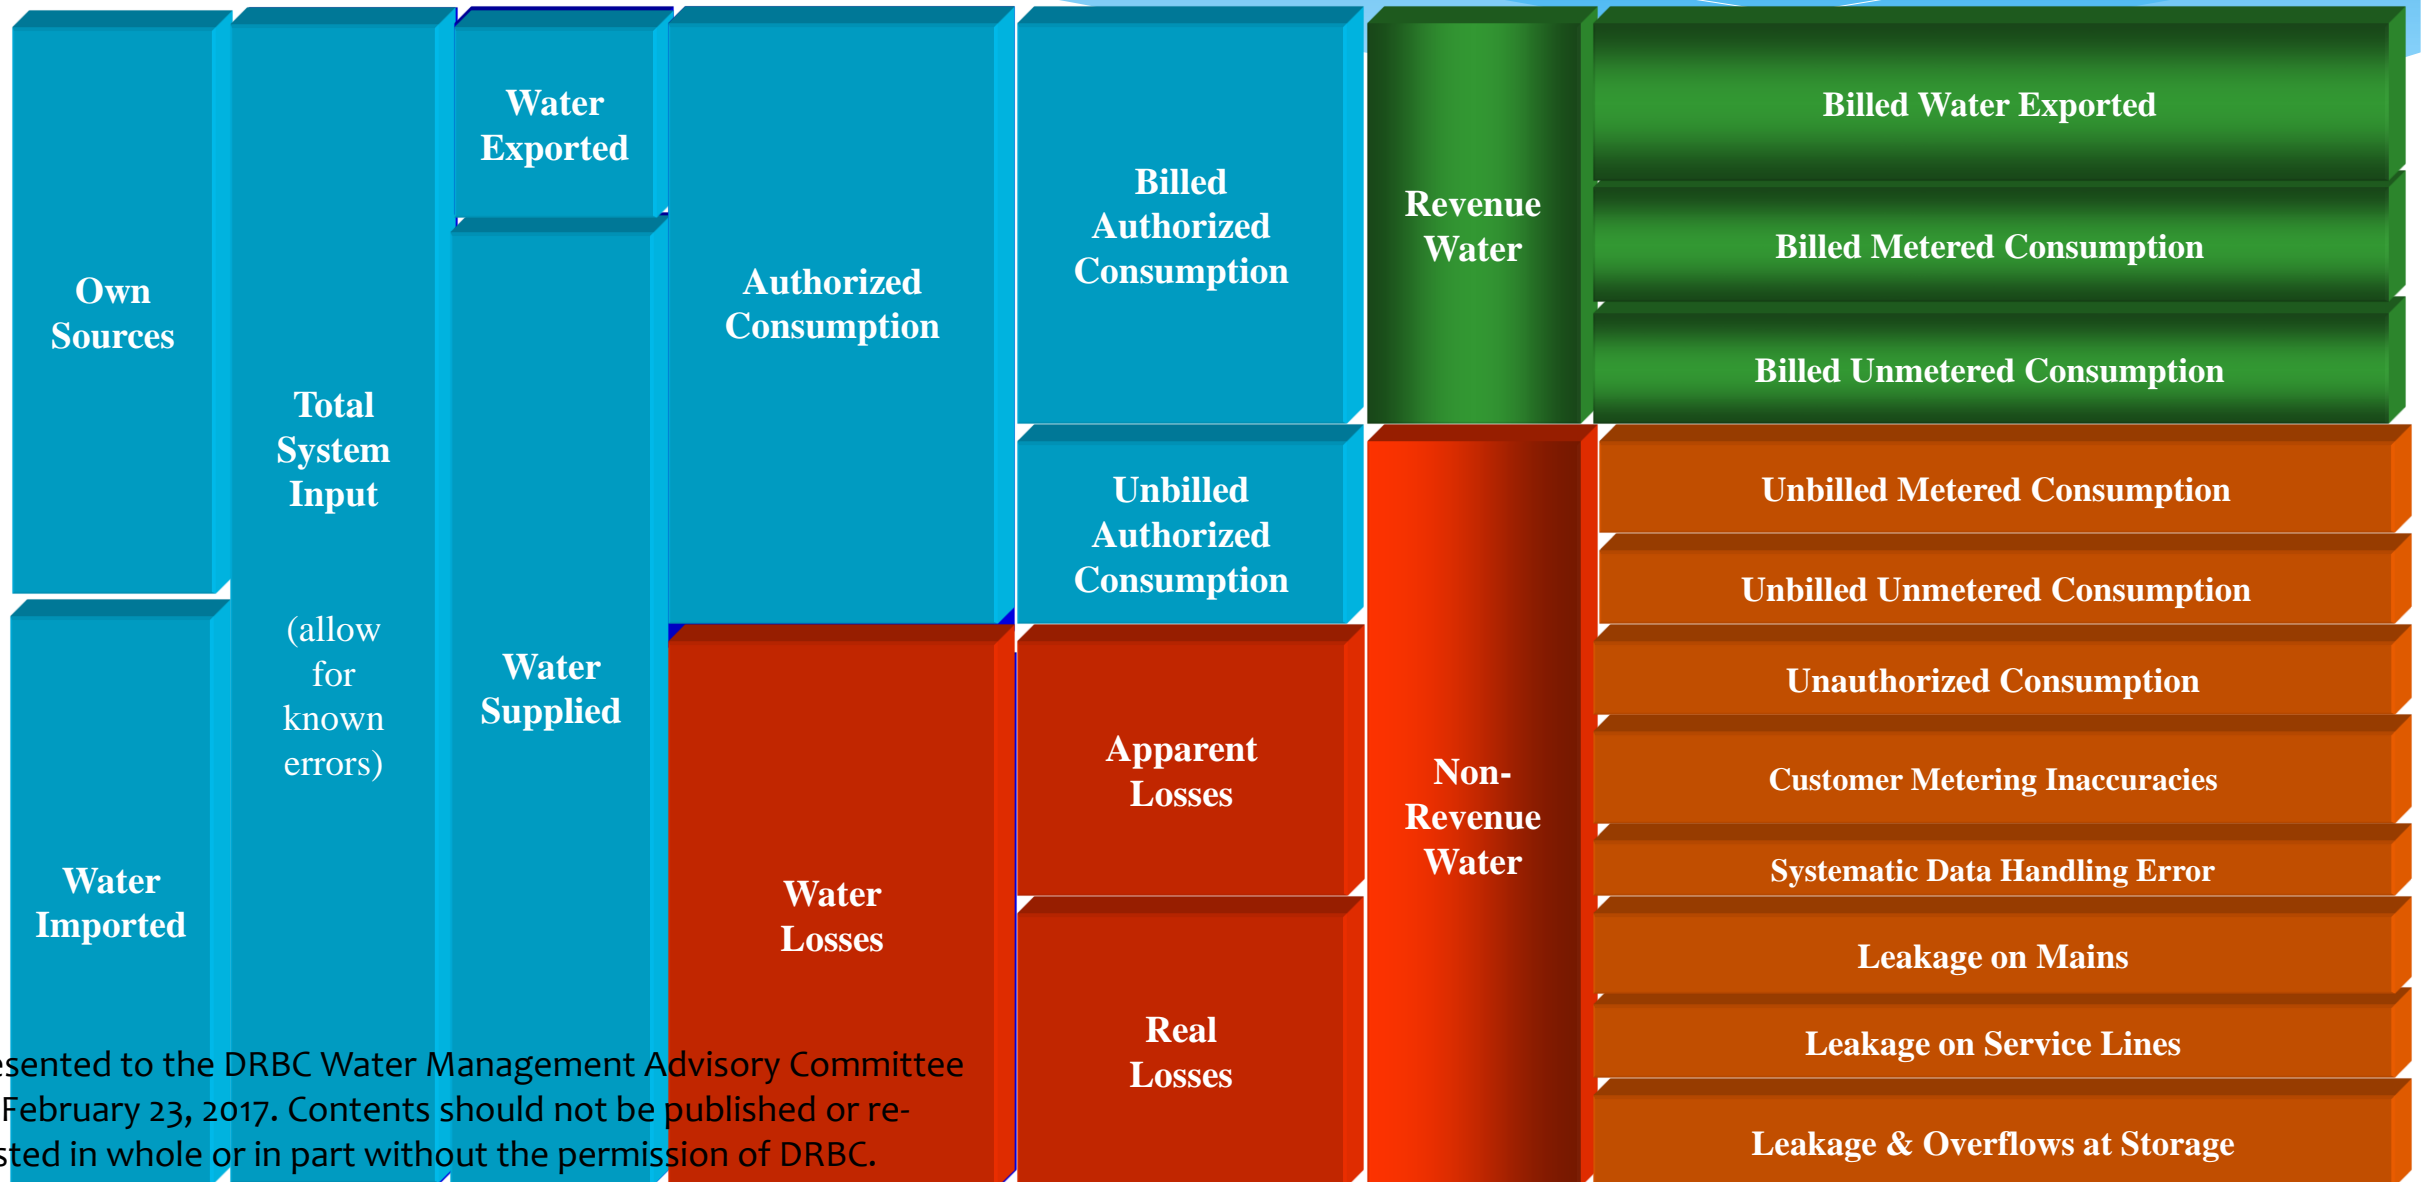 Own
Sources
Water
Imported
Total
System
Input
(allow
for
known
errors)
Water
Exported
Water
Supplied
Authorized
Consumption
Water
Losses
Billed
Authorized
Consumption
Unbilled
Authorized
Consumption
Apparent
Losses
Real
Losses
Revenue
Water
Non-
Revenue
Water
Billed Water Exported
Billed Metered Consumption
Billed Unmetered Consumption
Unbilled Metered Consumption
Unbilled Unmetered Consumption
Unauthorized Consumption
Customer Metering Inaccuracies
Systematic Data Handling Error
Leakage on Mains
Leakage on Service Lines
Leakage & Overflows at Storage
to the DRBC Water Management Advisory Committee
February 23, 2017. Contents should not be published or re-
in whole or in part without the permission of DRBC.